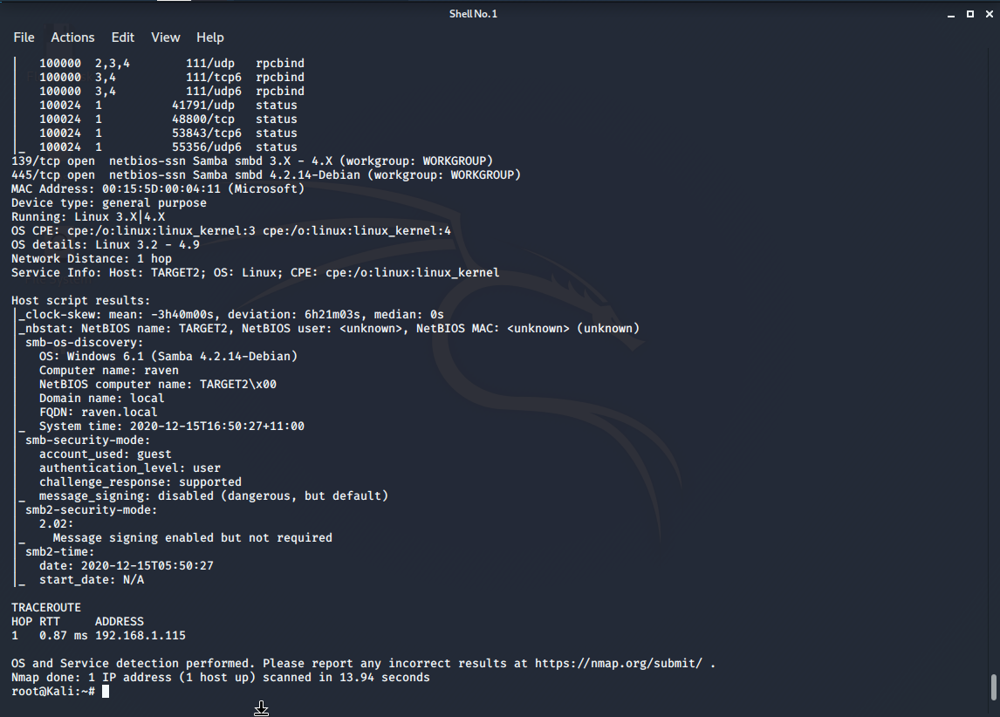 Shell No. 1
File Actions Edit View Help
|   100000  2,3,4        111/udp   rpcbind
|   100000  3,4          111/tcp6  rpcbind
|   100000  3,4          111/udp6  rpcbind
|   100024  1          41791/udp   status
|   100024  1          48800/tcp   status
|   100024  1          53843/tcp6  status
|_  100024  1          55356/udp6  status
139/tcp open  netbios-ssn Samba smbd 3.X - 4.X (workgroup: WORKGROUP)
445/tcp open  netbios-ssn Samba smbd 4.2.14-Debian (workgroup: WORKGROUP)
MAC Address: 00:15:5D:00:04:11 (Microsoft)
Device type: general purpose
Running: Linux 3.X|4.X
OS CPE: cpe:/o:linux:linux_kernel:3 cpe:/o:linux:linux_kernel:4
OS details: Linux 3.2 - 4.9
Network Distance: 1 hop
Service Info: Host: TARGET2; OS: Linux; CPE: cpe:/o:linux:linux_kernel

Host script results:
|_clock-skew: mean: -3h40m00s, deviation: 6h21m03s, median: 0s
|_nbstat: NetBIOS name: TARGET2, NetBIOS user: <unknown>, NetBIOS MAC: <unknown> (unknown)
| smb-os-discovery:
|   OS: Windows 6.1 (Samba 4.2.14-Debian)
|   Computer name: raven
|   NetBIOS computer name: TARGET2\x00
|   Domain name: local
|   FQDN: raven.local
|_  System time: 2020-12-15T16:50:27+11:00
| smb-security-mode:
|   account_used: guest
|   authentication_level: user
|   challenge_response: supported
|_  message_signing: disabled (dangerous, but default)
| smb2-security-mode:
|   2.02:
|_    Message signing enabled but not required
| smb2-time:
|   date: 2020-12-15T05:50:27
|_  start_date: N/A

TRACEROUTE
HOP RTT     ADDRESS
1   0.87 ms 192.168.1.115

OS and Service detection performed. Please report any incorrect results at https://nmap.org/submit/ .
Nmap done: 1 IP address (1 host up) scanned in 13.94 seconds
root@Kali:~#